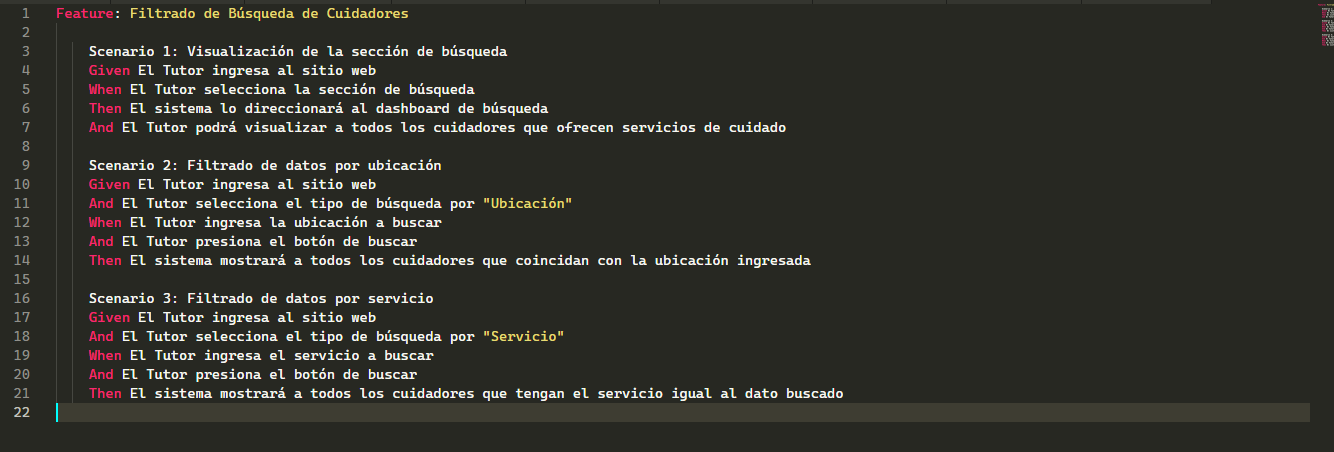 1 Feature: Filtrado de Búsqueda de Cuidadores
2
3 Scenario 1: Visualización de la sección de búsqueda
4 Given El Tutor ingresa al sitio web
5 When El Tutor selecciona la sección de búsqueda
6 Then El sistema lo direccionará al dashboard de búsqueda
7 And El Tutor podrá visualizar a todos los cuidadores que ofrecen servicios de cuidado
8
9 Scenario 2: Filtrado de datos por ubicación
10 Given El Tutor ingresa al sitio web
11 And El Tutor selecciona el tipo de búsqueda por "Ubicación"
12 When El Tutor ingresa la ubicación a buscar
13 And El Tutor presiona el botón de buscar
14 Then El sistema mostrará a todos los cuidadores que coincidan con la ubicación ingresada
15
16 Scenario 3: Filtrado de datos por servicio
17 Given El Tutor ingresa al sitio web
18 And El Tutor selecciona el tipo de búsqueda por "Servicio"
19 When El Tutor ingresa el servicio a buscar
20 And El Tutor presiona el botón de buscar
21 Then El sistema mostrará a todos los cuidadores que tengan el servicio igual al dato buscado
22